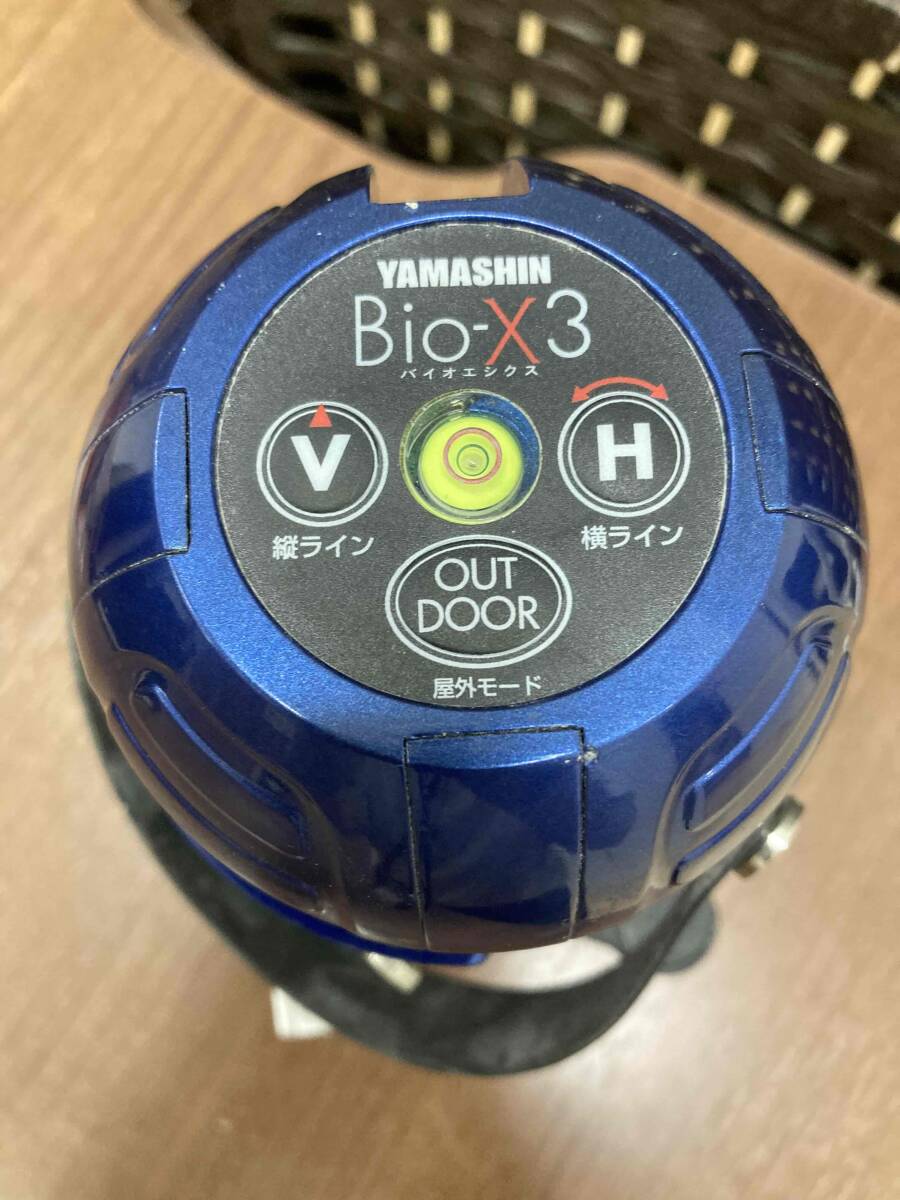 YAMASHIN
Bio-X3
バイオエシクス
V
H
縦ライン
横ライン
OUT
DOOR
屋外モード